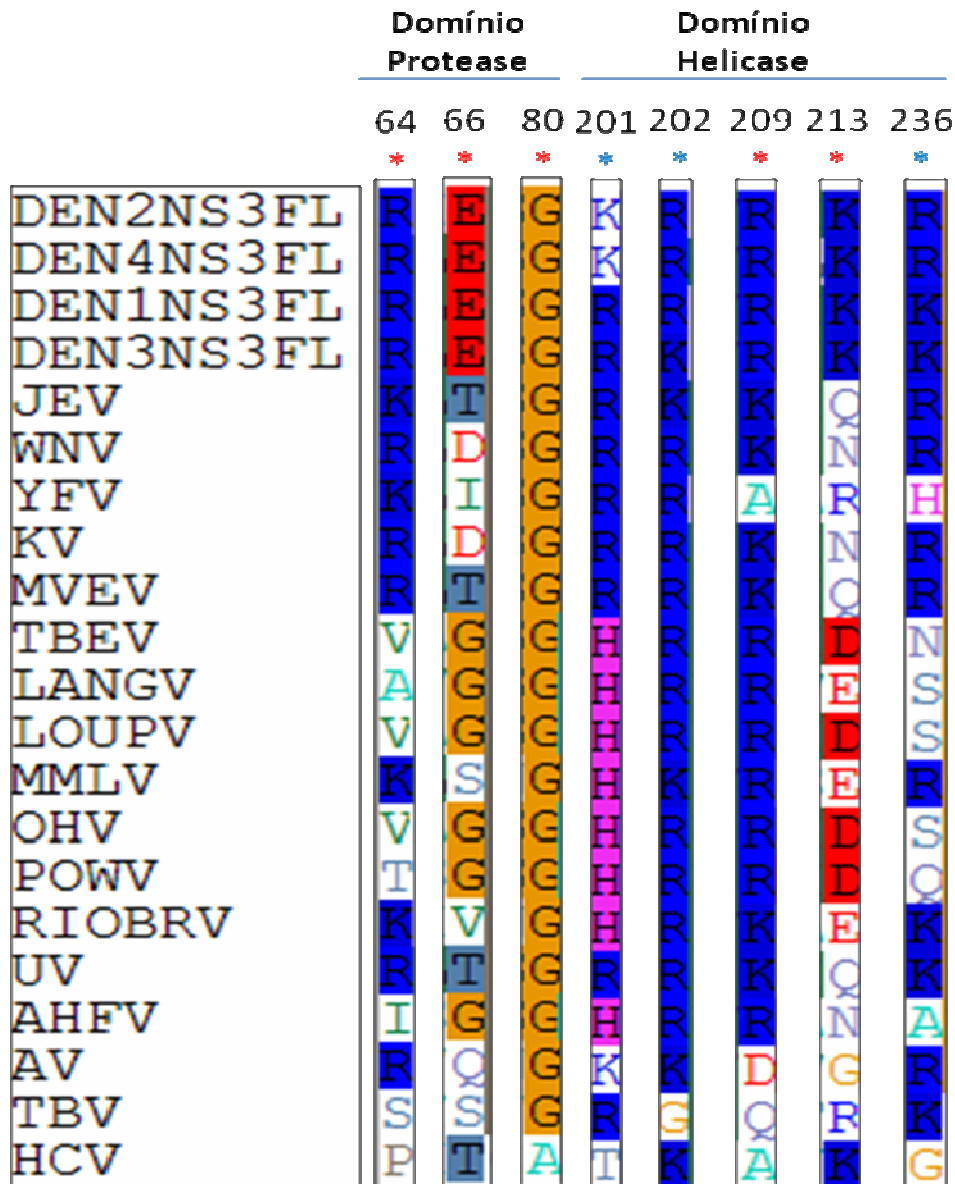 Domínio Domínio
Protease Helicase
64 66 80 201 202 209 213 236
* * * * * * * *
DEN2NS3FL R E G K R R K R
DEN4NS3FL R E G K R R K R
DEN1NS3FL R E G R R R K K
DEN3NS3FL R E G R K R K K
JEV K T G R K K Q R
WNV R D G R R K N R
YFV K I G R R A R H
KV R D G R R K N R
MVEV R T G R R K Q R
TBEV V G G H R R D N
LANGV A G G H R R E S
LOUPV V G G H R R D S
MMLV K S G H K R E R
OHV V G G H R R D S
POWV T G G H R R D Q
RIOBRV K V G H R K E K
UV R T G R R K Q K
AHFV I G G H R R N A
AV R Q G K K D G R
TBV S S G R G Q R K
HCV P T A T K A K G